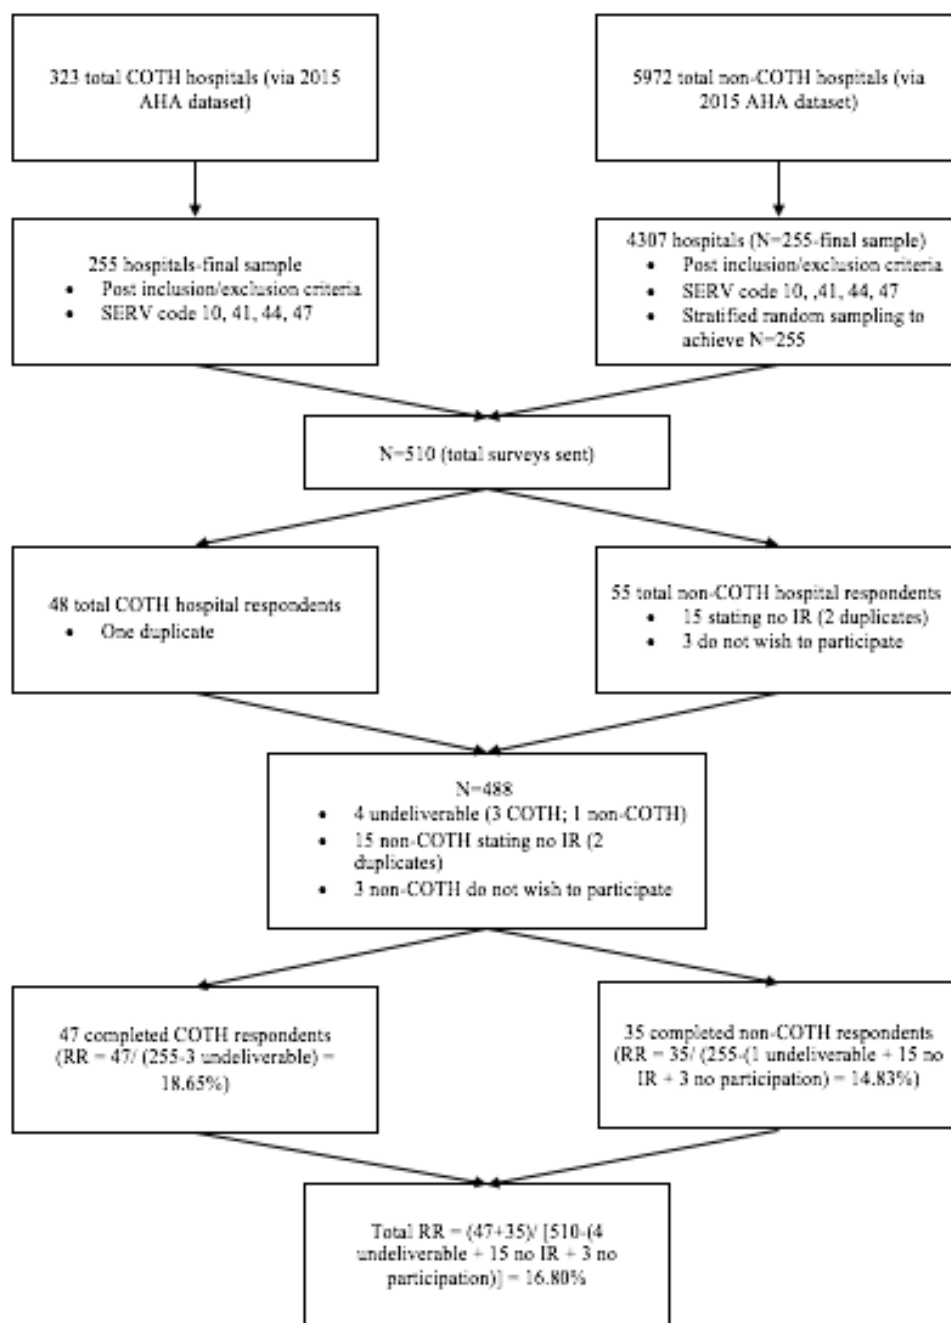 323 total COTH hospitals (via 2015
AHA dataset)
5972 total non-COTH hospitals (via
2015 AHA dataset)
255 hospitals-final sample
• Post inclusion/exclusion criteria
• SERV code 10, 41, 44, 47
4307 hospitals (N=255-final sample)
• Post inclusion/exclusion criteria
• SERV code 10, ,41, 44, 47
• Stratified random sampling to
achieve N=255
N=510 (total surveys sent)
48 total COTH hospital respondents
• One duplicate
55 total non-COTH hospital respondents
• 15 stating no IR (2 duplicates)
• 3 do not wish to participate
N=488
• 4 undeliverable (3 COTH; 1 non-COTH)
• 15 non-COTH stating no IR (2
duplicates)
• 3 non-COTH do not wish to participate
47 completed COTH respondents
(RR = 47/ (255-3 undeliverable) =
18.65%)
35 completed non-COTH respondents
(RR = 35/ (255-(1 undeliverable + 15 no
IR + 3 no participation) = 14.83%)
Total RR = (47+35)/ [510-(4
undeliverable + 15 no IR + 3 no
participation)] = 16.80%